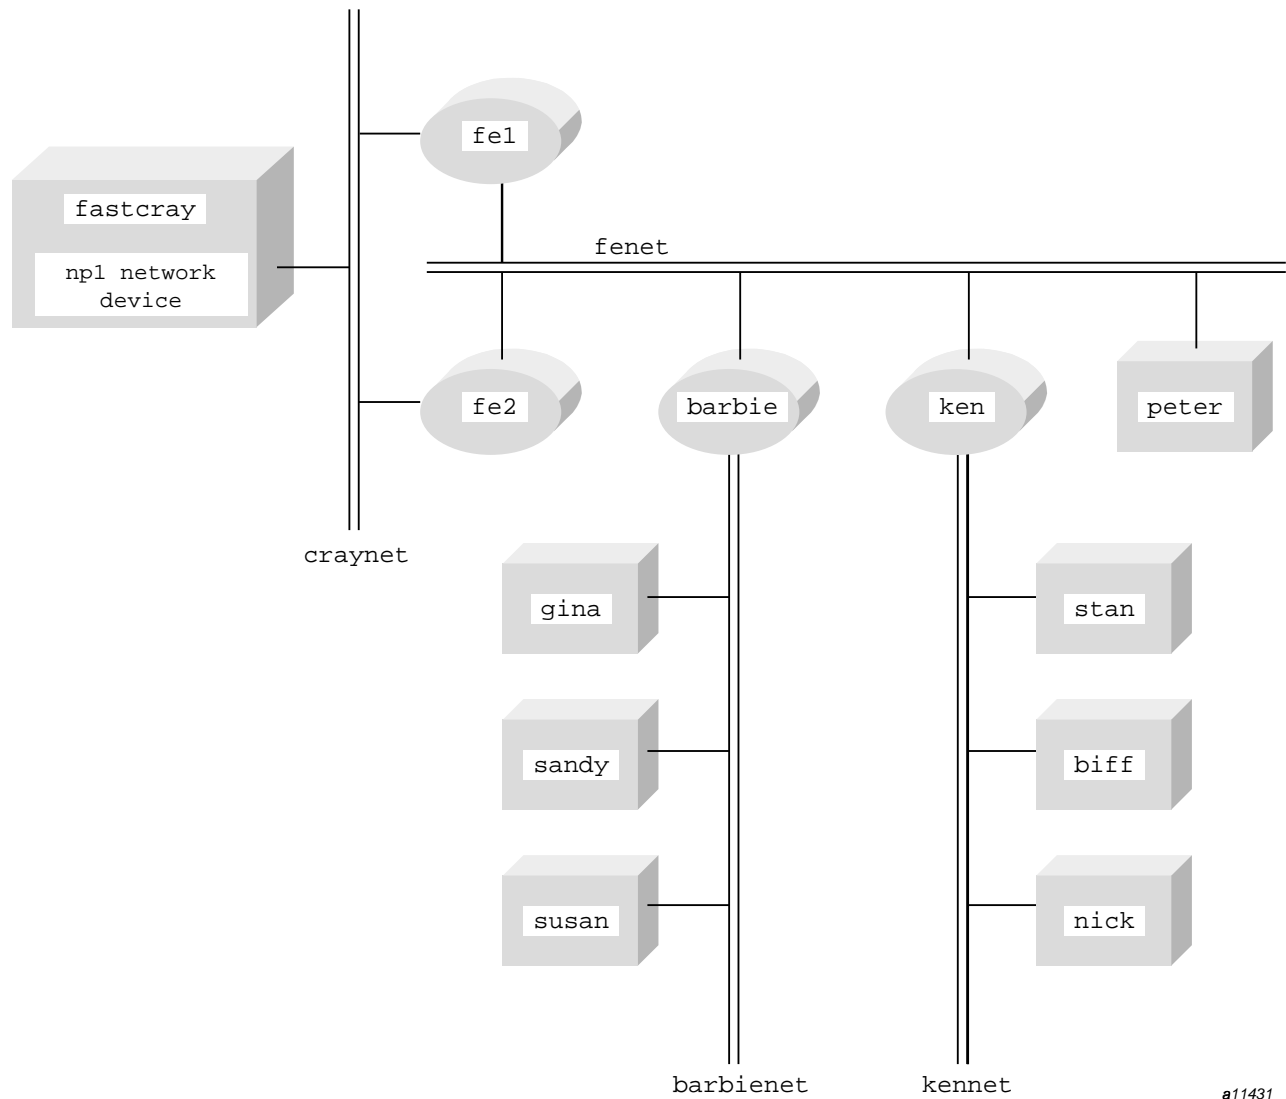 fe1
fastcray
np1 network
device
fenet
fe2
barbie
ken
peter
craynet
gina
stan
sandy
biff
susan
nick
barbienet
kennet
a11431